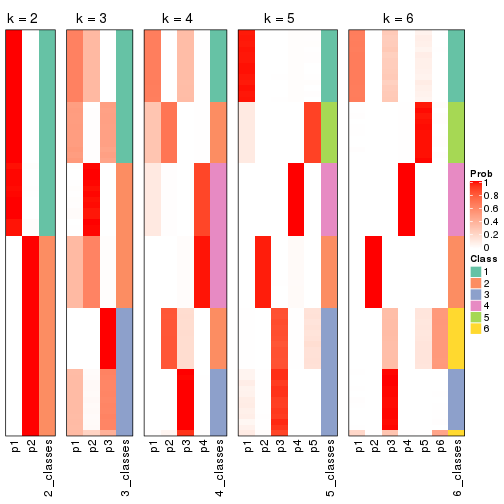 k = 2
k = 3
k = 4
k = 5
k = 6
p1
p2
2_classes
p1
p2
p3
3_classes
p1
p2
p3
p4
4_classes
p1
p2
p3
p4
p5
5_classes
p1
p2
p3
p4
p5
p6
6_classes
Prob
1
0.8
0.6
0.4
0.2
0
Class
1
2
3
4
5
6